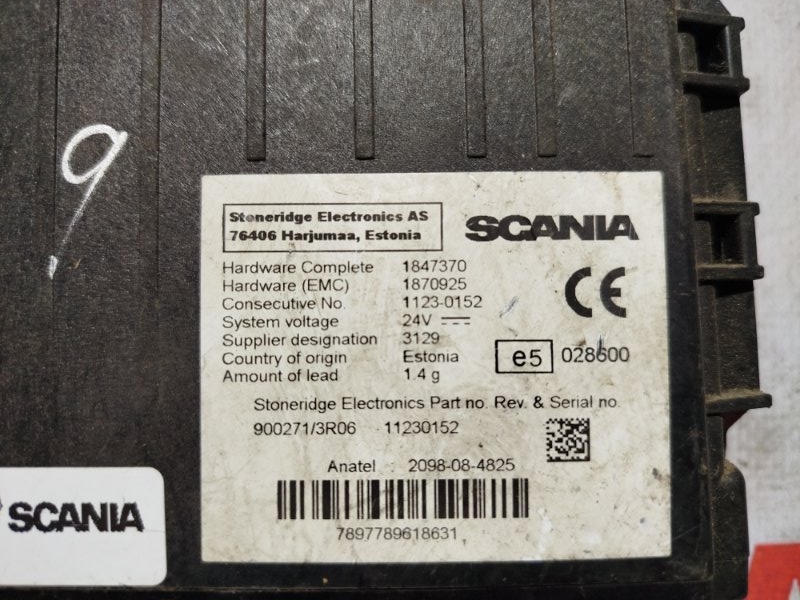 9
Stoneridge Electronics AS
76406 Harjumaa, Estonia
SCANIA
Hardware Complete 1847370
Hardware (EMC) 1870925
Consecutive No. 1123-0152
System voltage 24V
Supplier designation 3129
Country of origin Estonia
Amount of lead 1.4 g
CE
e5 028600
Stoneridge Electronics Part no. Rev. & Serial no.
900271/3R06 11230152
Anatel : 2098-08-4825
7897789618631
SCANIA